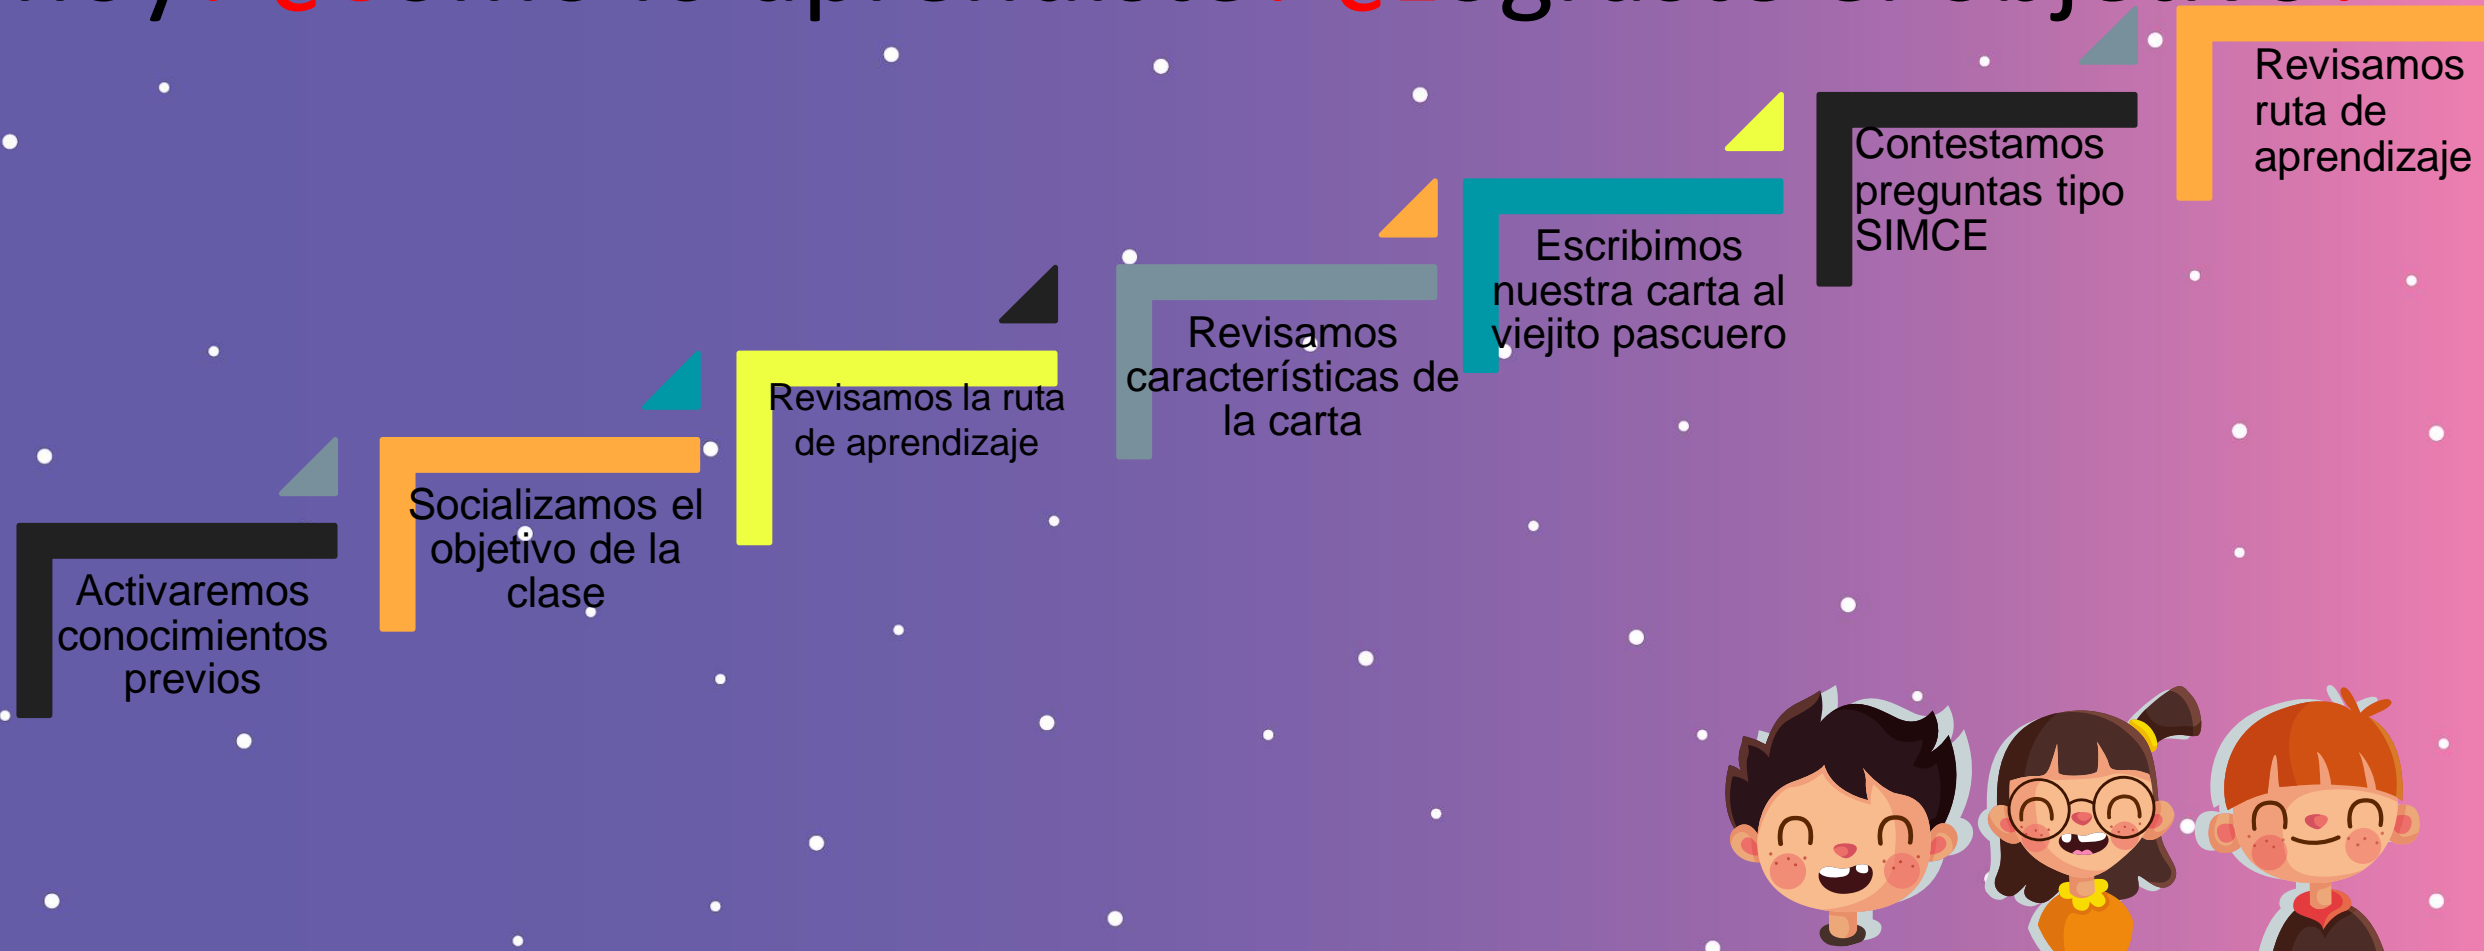 Activaremos
conocimientos
previos
Socializamos el
objetivo de la
clase
Revisamos la ruta
de aprendizaje
Revisamos
características de
la carta
Escribimos
nuestra carta al
viejito pascuero
Contestamos
preguntas tipo
SIMCE
Revisamos
ruta de
aprendizaje